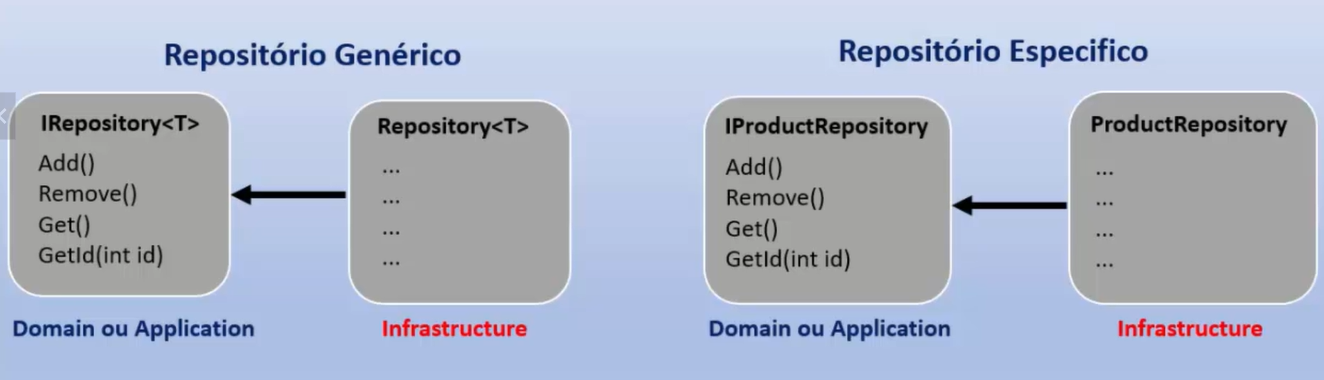 Repositório Genérico
IRepository<T>
Add()
Remove()
Get()
GetId(int id)
Domain ou Application
Repository<T>
...
...
...
...
Infrastructure
Repositório Especifico
IProductRepository
Add()
Remove()
Get()
GetId(int id)
Domain ou Application
ProductRepository
...
...
...
...
Infrastructure